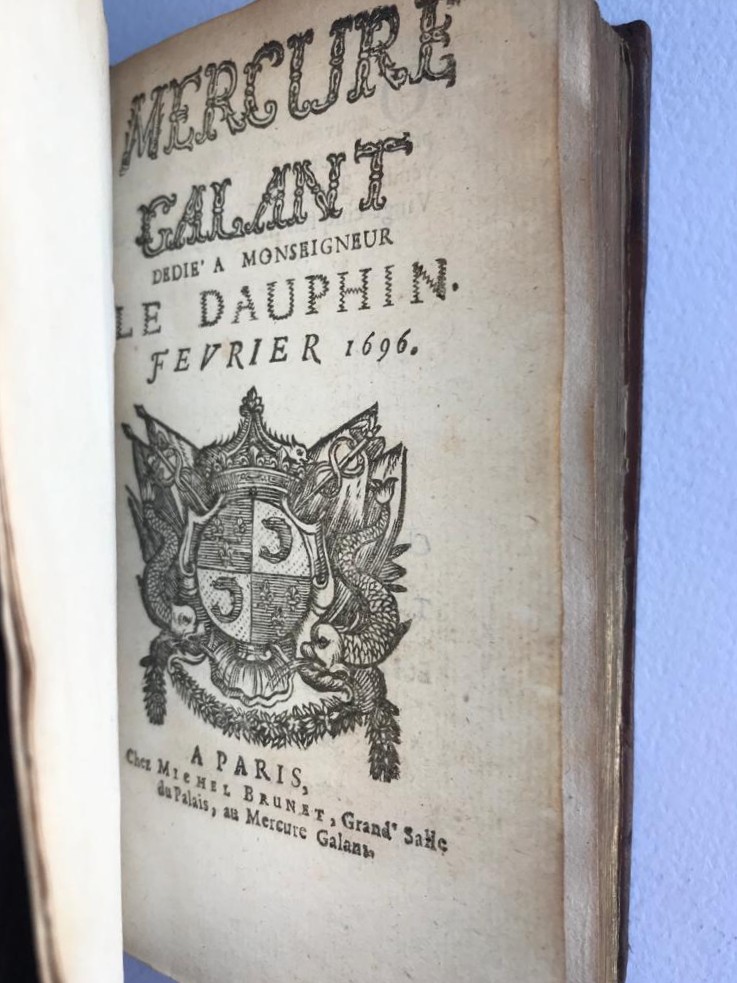 MERCURE
GALANT
DEDIE' A MONSEIGNEUR
LE DAUPHIN.
FEVRIER 1696.
A PARIS,
Chez MICHEL BRUNET, Grand' Salle
du Palais, au Mercure Galant.